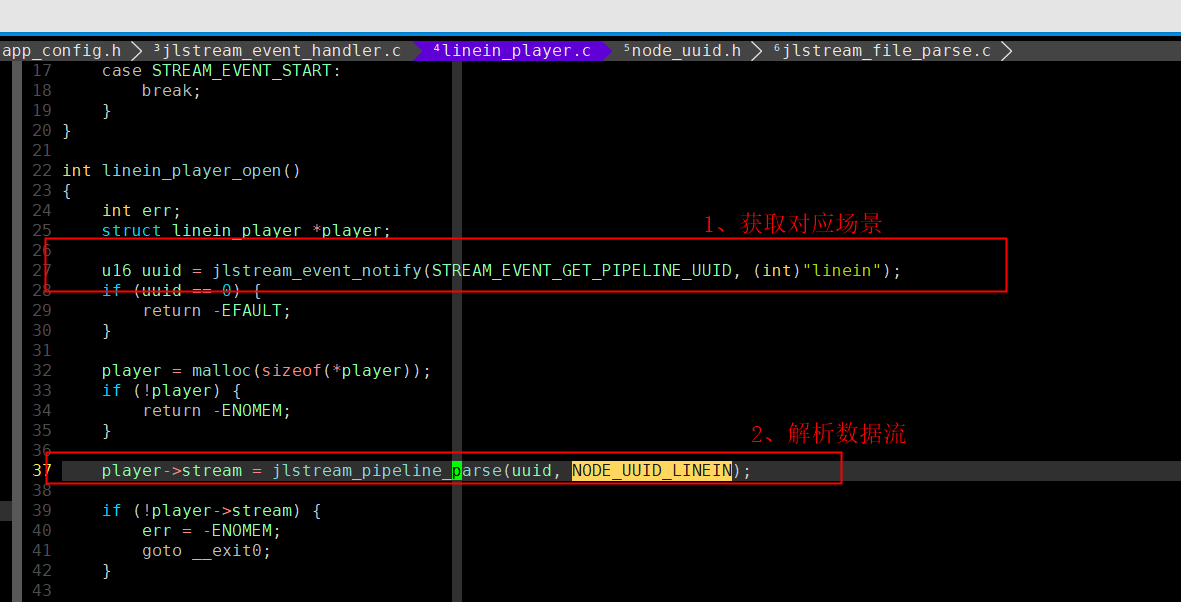 app_config.h ³jlstream_event_handler.c ⁴linein_player.c ⁵node_uuid.h ⁶jlstream_file_parse.c
17 case STREAM_EVENT_START:
18 break;
19 }
20 }
21
22 int linein_player_open()
23 {
24 int err;
25 struct linein_player *player;
1、获取对应场景
26
27 u16 uuid = jlstream_event_notify(STREAM_EVENT_GET_PIPELINE_UUID, (int)"linein");
28 if (uuid == 0) {
29 return -EFAULT;
30 }
31
32 player = malloc(sizeof(*player));
33 if (!player) {
34 return -ENOMEM;
35 }
2、解析数据流
36
37 player->stream = jlstream_pipeline_parse(uuid, NODE_UUID_LINEIN);
38
39 if (!player->stream) {
40 err = -ENOMEM;
41 goto __exit0;
42 }
43